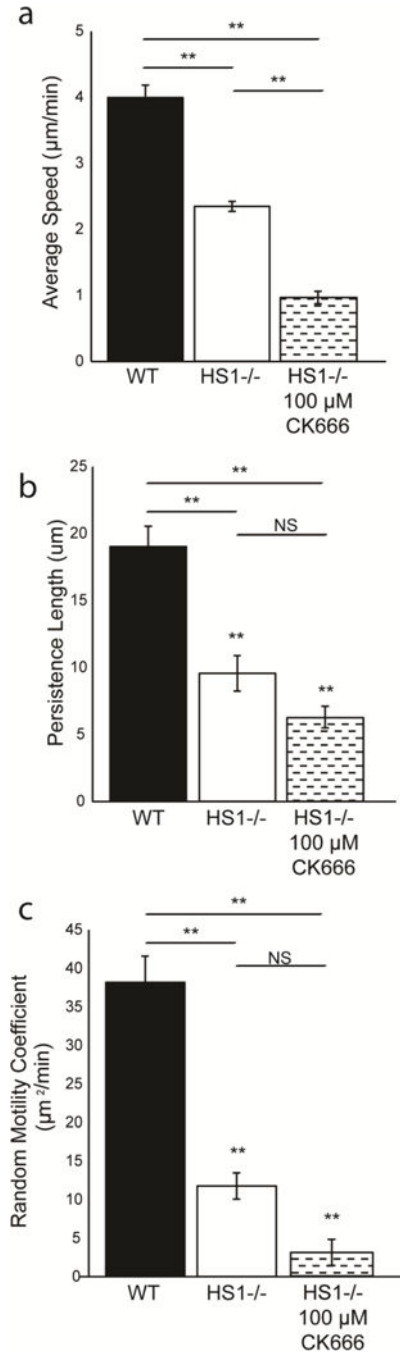 a
**
**
**
5
4
3
2
1
0
Average Speed (µm/min)
WT
HS1-/-
HS1-/-
100 µM
CK666
b
**
**
NS
25
20
15
10
5
0
Persistence Length (um)
**
**
WT
HS1-/-
HS1-/-
100 µM
CK666
c
**
**
NS
45
40
35
30
25
20
15
10
5
0
Random Motility Coefficient
(µm²/min)
**
**
WT
HS1-/-
HS1-/-
100 µM
CK666